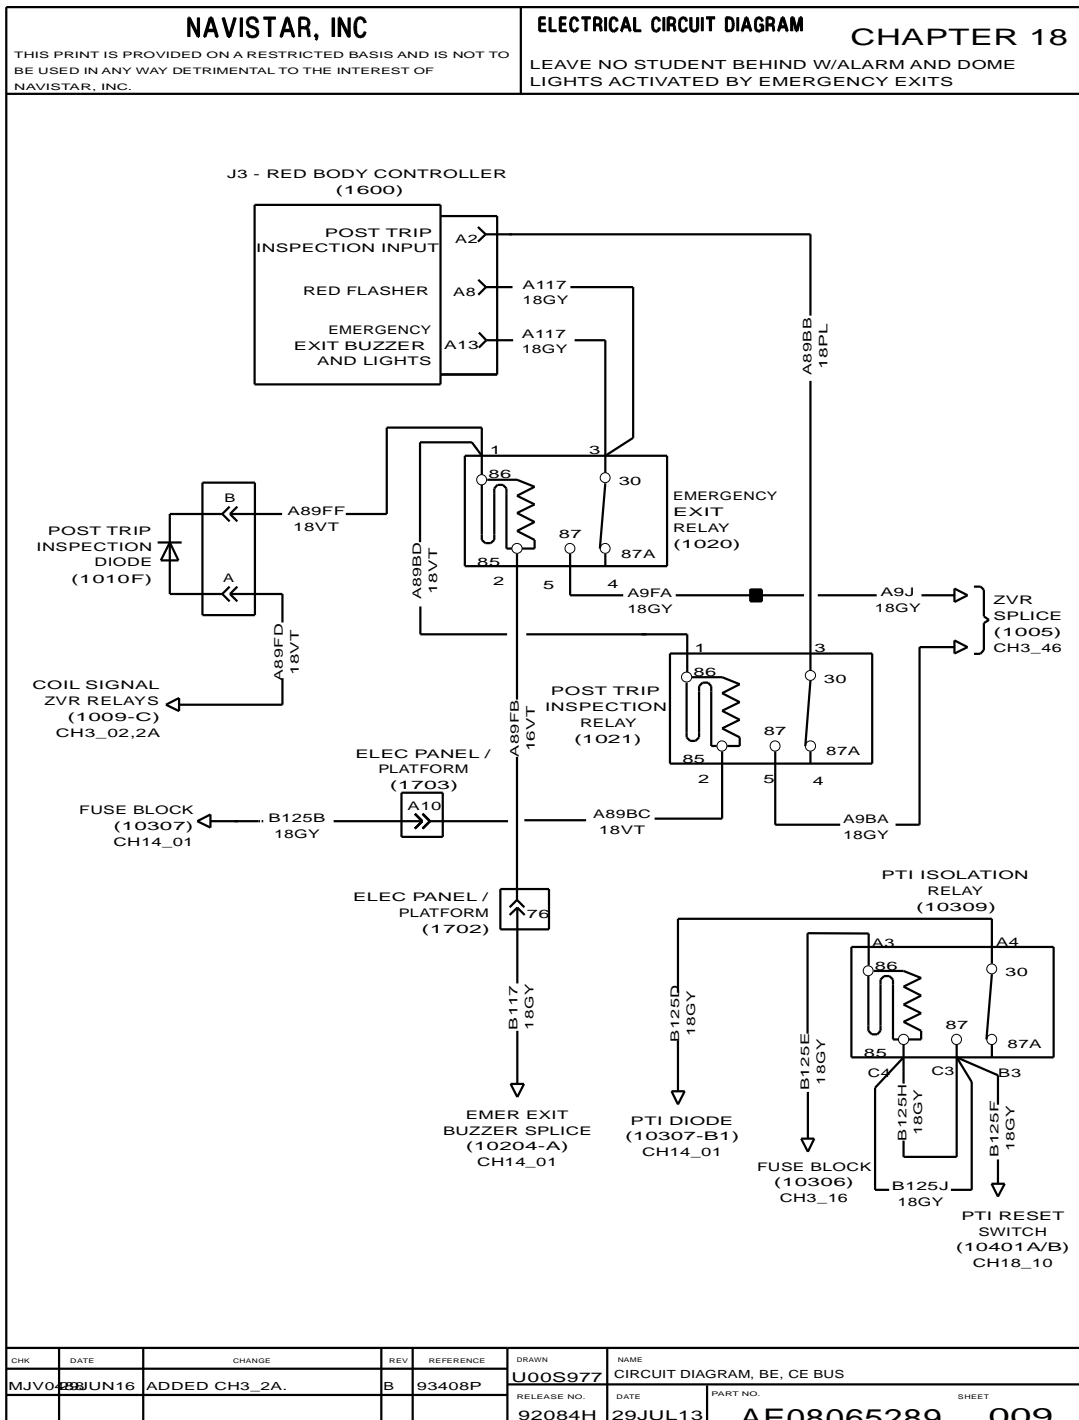 NAVISTAR, INC
THIS PRINT IS PROVIDED ON A RESTRICTED BASIS AND IS NOT TO
BE USED IN ANY WAY DETRIMENTAL TO THE INTEREST OF
NAVISTAR, INC.
ELECTRICAL CIRCUIT DIAGRAM
CHAPTER 18
LEAVE NO STUDENT BEHIND W/ALARM AND DOME
LIGHTS ACTIVATED BY EMERGENCY EXITS
J3 - RED BODY CONTROLLER
(1600)
POST TRIP
INSPECTION INPUT
A2
RED FLASHER
A8
A117
18GY
EMERGENCY
EXIT BUZZER
AND LIGHTS
A13
A117
18GY
A89BB
18PL
1
3
86
30
87
87A
85
2
5
4
EMERGENCY
EXIT
RELAY
(1020)
B
A
A89FF
18VT
POST TRIP
INSPECTION
DIODE
(1010F)
A89BD
18VT
A89FD
18VT
A9FA
18GY
A9J
18GY
ZVR
SPLICE
(1005)
CH3_46
COIL SIGNAL
ZVR RELAYS
(1009-C)
CH3_02,2A
1
3
86
30
87
87A
85
2
5
4
POST TRIP
INSPECTION
RELAY
(1021)
A89FB
16VT
ELEC PANEL /
PLATFORM
(1703)
A10
FUSE BLOCK
(10307)
CH14_01
B125B
18GY
A89BC
18VT
A9BA
18GY
ELEC PANEL /
PLATFORM
(1702)
76
PTI ISOLATION
RELAY
(10309)
A3
A4
86
30
87
87A
85
C4
C3
B3
B117
18GY
B125D
18GY
B125E
18GY
B125H
18GY
B125F
18GY
B125J
18GY
EMER EXIT
BUZZER SPLICE
(10204-A)
CH14_01
PTI DIODE
(10307-B1)
CH14_01
FUSE BLOCK
(10306)
CH3_16
PTI RESET
SWITCH
(10401A/B)
CH18_10
CHK DATE CHANGE REV REFERENCE
ADDED CH3_2A. B 93408P
DRAWN
U00S977
NAME
CIRCUIT DIAGRAM, BE, CE BUS
RELEASE NO.
92084H
DATE
29JUL13
PART NO.
AE08065289
SHEET
009